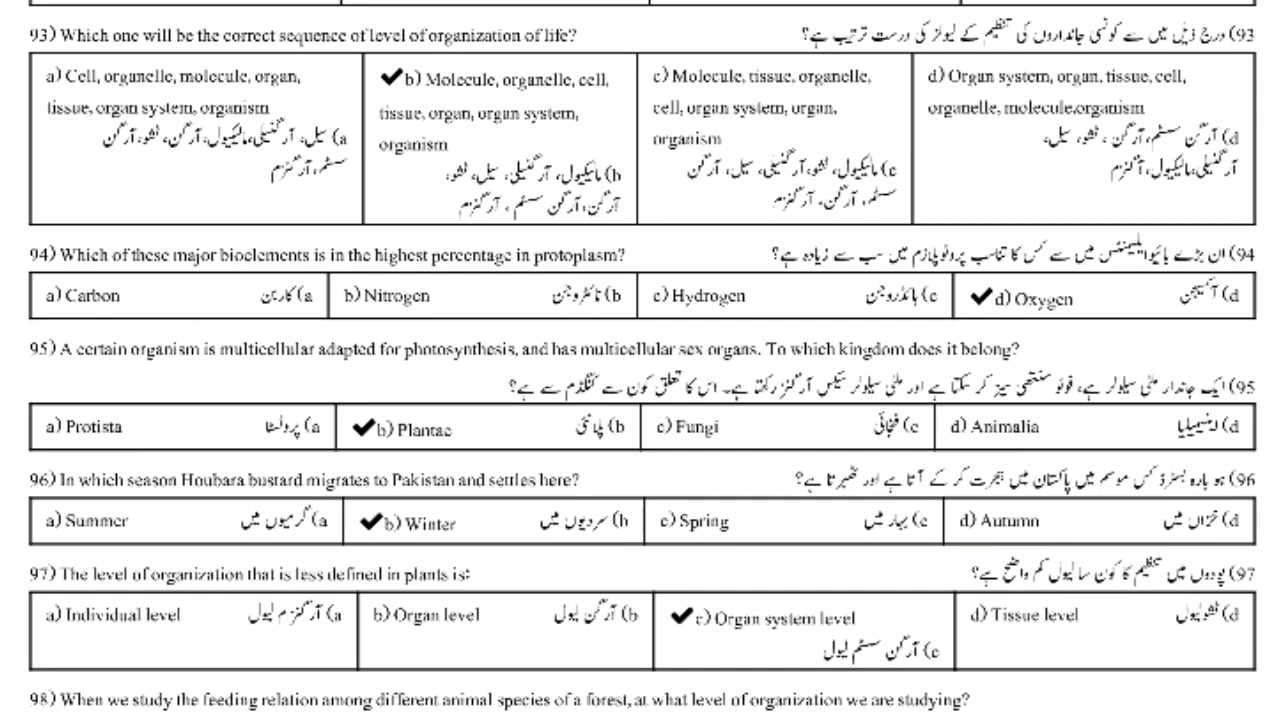 93) Which one will be the correct sequence of level of organization of life?
93) درج ذیل میں سے کونسی جانداروں کی تنظیم کے لیولز کی درست ترتیب ہے؟
a) Cell, organelle, molecule, organ,
tissue, organ system, organism
a) سیل، آرگنیلی،مالیکیول،آرگن،ٹشو،آرگن
سسٹم،آرگنزم
✔b) Molecule, organelle, cell,
tissue, organ, organ system,
organism
b) مالیکیول، آرگنیلی، سیل، ٹشو،
آرگن،آرگن سسٹم ، آرگنزم
c) Molecule, tissue, organelle,
cell, organ system, organ,
organism
c) مالیکیول، ٹشو،آرگنیلی، سیل، آرگن
سسٹم، آرگن، آرگنزم
d) Organ system, organ, tissue, cell,
organelle, molecule,organism
d) آرگن سسٹم،آرگن ، ٹشو، سیل،
آرگنیلی،مالیکیول،آرگنزم
94) Which of these major bioelements is in the highest percentage in protoplasm?
94) ان بڑے بائیوایلیمینٹس میں سے کس کا تناسب پروٹوپلازم میں سب سے زیادہ ہے؟
a) Carbon a) کاربن
b) Nitrogen b) نائٹروجن
c) Hydrogen c) ہائڈروجن
✔d) Oxygen d) آکسیجن
95) A certain organism is multicellular adapted for photosynthesis, and has multicellular sex organs. To which kingdom does it belong?
95) ایک جاندار ملٹی سیلولر ہے، فوٹو سنتھی سیز کر سکتا ہے اور ملٹی سیلولر سیکس آرگنز رکھتا ہے۔ اس کا تعلق کون سے کنگڈم سے ہے؟
a) Protista a) پروٹسٹا
✔b) Plantae b) پلانٹی
c) Fungi c) فنجائی
d) Animalia d) اینیمیلیا
96) In which season Houbara bustard migrates to Pakistan and settles here?
96) ہو بارہ بسٹرڈ کس موسم میں پاکستان میں ہجرت کر کے آتا ہے اور ٹھہرتا ہے؟
a) Summer a) گرمیوں میں
✔b) Winter b) سردیوں میں
c) Spring c) بہار میں
d) Autumn d) خزاں میں
97) The level of organization that is less defined in plants is:
97) پودوں میں تنظیم کا کون سا لیول کم واضح ہے؟
a) Individual level a) آرگنزم لیول
b) Organ level b) آرگن لیول
✔c) Organ system level
c) آرگن سسٹم لیول
d) Tissue level d) ٹشولیول
98) When we study the feeding relation among different animal species of a forest, at what level of organization we are studying?